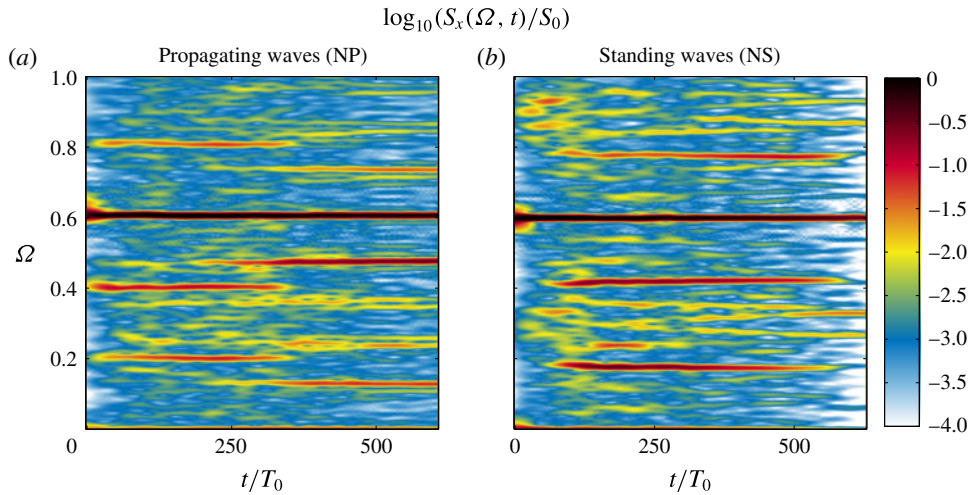 log₁₀(Sₓ(Ω, t)/S₀)
(a) Propagating waves (NP)
(b) Standing waves (NS)
1.0
0.8
0.6
Ω
0.4
0.2
0 250 500
t/T₀
0 250 500
t/T₀
0
−0.5
−1.0
−1.5
−2.0
−2.5
−3.0
−3.5
−4.0